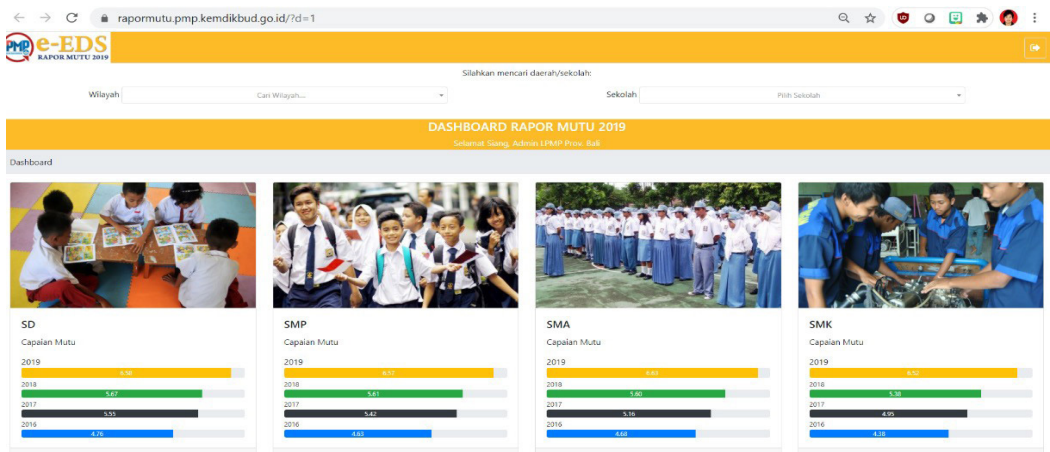 rapormutu.pmp.kemdikbud.go.id/?d=1
PMP e-EDS
RAPOR MUTU 2019
Silahkan mencari daerah/sekolah:
Wilayah Cari Wilayah... Sekolah Pilih Sekolah
DASHBOARD RAPOR MUTU 2019
Selamat Siang, Admin LPMP Prov. Bali
Dashboard
SD
Capaian Mutu
2019
6.58
2018
5.67
2017
5.55
2016
4.76
SMP
Capaian Mutu
2019
6.57
2018
5.61
2017
5.42
2016
4.63
SMA
Capaian Mutu
2019
6.63
2018
5.60
2017
5.16
2016
4.68
SMK
Capaian Mutu
2019
6.52
2018
5.38
2017
4.95
2016
4.38